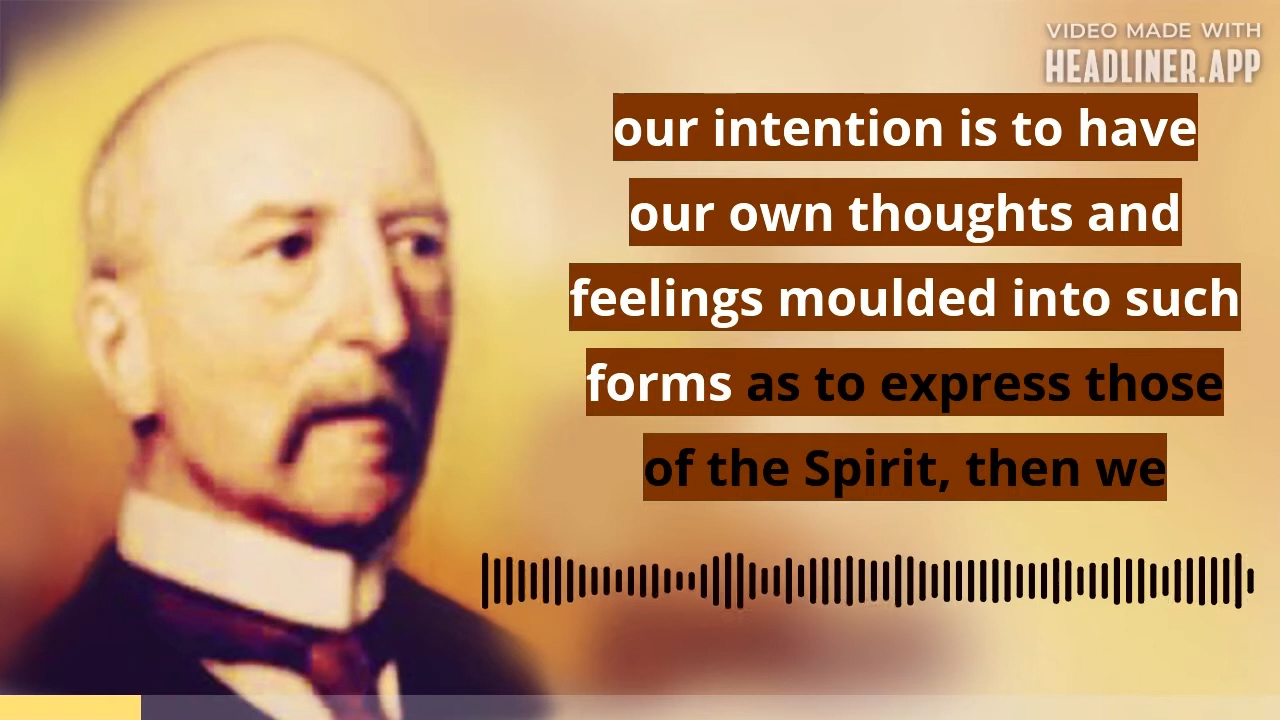 VIDEO MADE WITH
HEADLINER.APP
our intention is to have
our own thoughts and
feelings moulded into such
forms as to express those
of the Spirit, then we